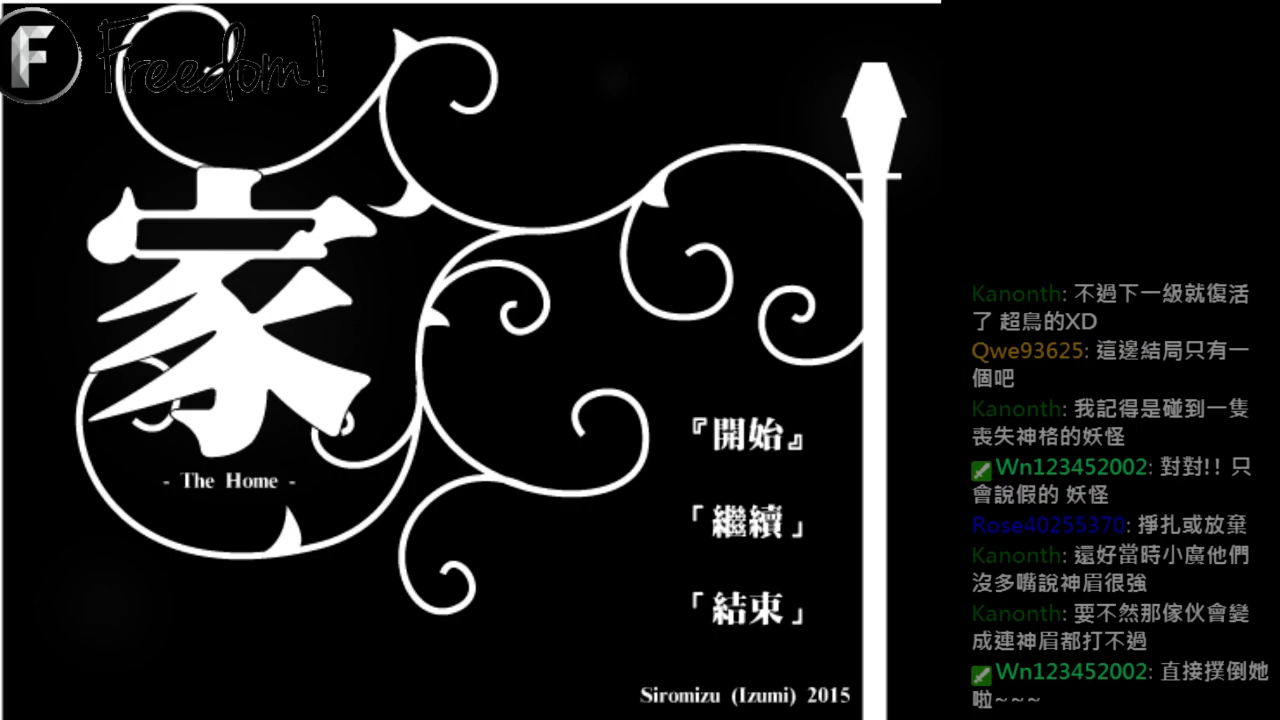 F Freedom!
家
- The Home -
『開始』
「繼續」
「結束」
Siromizu (Izumi) 2015
Kanonth: 不過下一級就復活
了 超鳥的XD
Qwe93625: 這邊結局只有一
個吧
Kanonth: 我記得是碰到一隻
喪失神格的妖怪
Wn123452002: 對對!! 只
會說假的 妖怪
Rose40255370: 掙扎或放棄
Kanonth: 還好當時小廣他們
沒多嘴說神眉很強
Kanonth: 要不然那傢伙會變
成連神眉都打不過
Wn123452002: 直接撲倒她
啦~~~